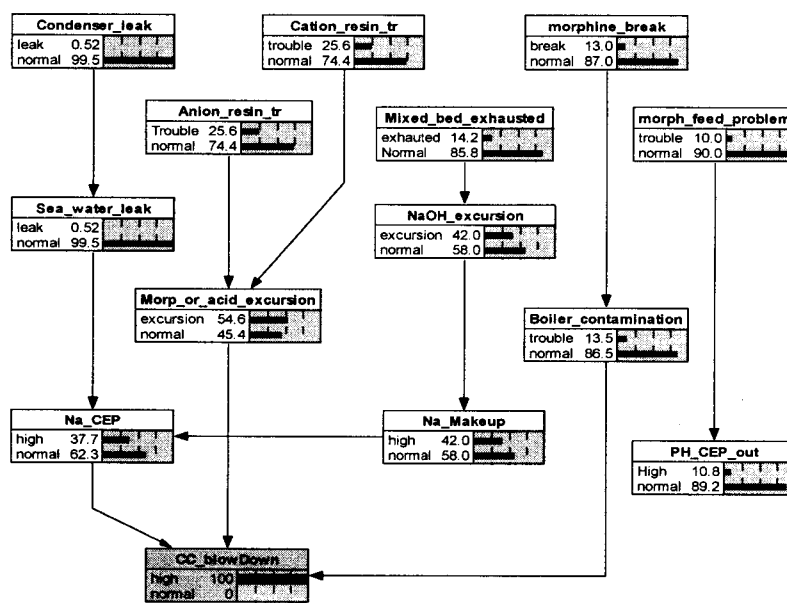 Condenser_leak
leak 0.52
normal 99.5
Cation_resin_tr
trouble 25.6
normal 74.4
morphine_break
break 13.0
normal 87.0
Anion_resin_tr
Trouble 25.6
normal 74.4
Mixed_bed_exhausted
exhauted 14.2
Normal 85.8
morph_feed_problem
trouble 10.0
normal 90.0
Sea_water_leak
leak 0.52
normal 99.5
NaOH_excursion
excursion 42.0
normal 58.0
Morp_or_acid_excursion
excursion 54.6
normal 45.4
Boiler_contamination
trouble 13.5
normal 86.5
Na_CEP
high 37.7
normal 62.3
Na_Makeup
high 42.0
normal 58.0
PH_CEP_out
High 10.8
normal 89.2
CC_blowDown
high 100
normal 0